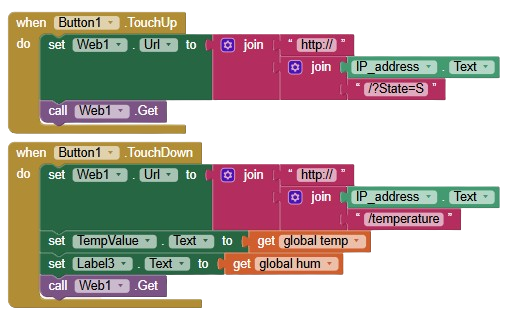 when Button1 .TouchUp
do set Web1 . Url to join " http:// "
join IP_address . Text
" /?State=S "
call Web1 .Get
when Button1 .TouchDown
do set Web1 . Url to join " http:// "
join IP_address . Text
" /temperature "
set TempValue . Text to get global temp
set Label3 . Text to get global hum
call Web1 .Get